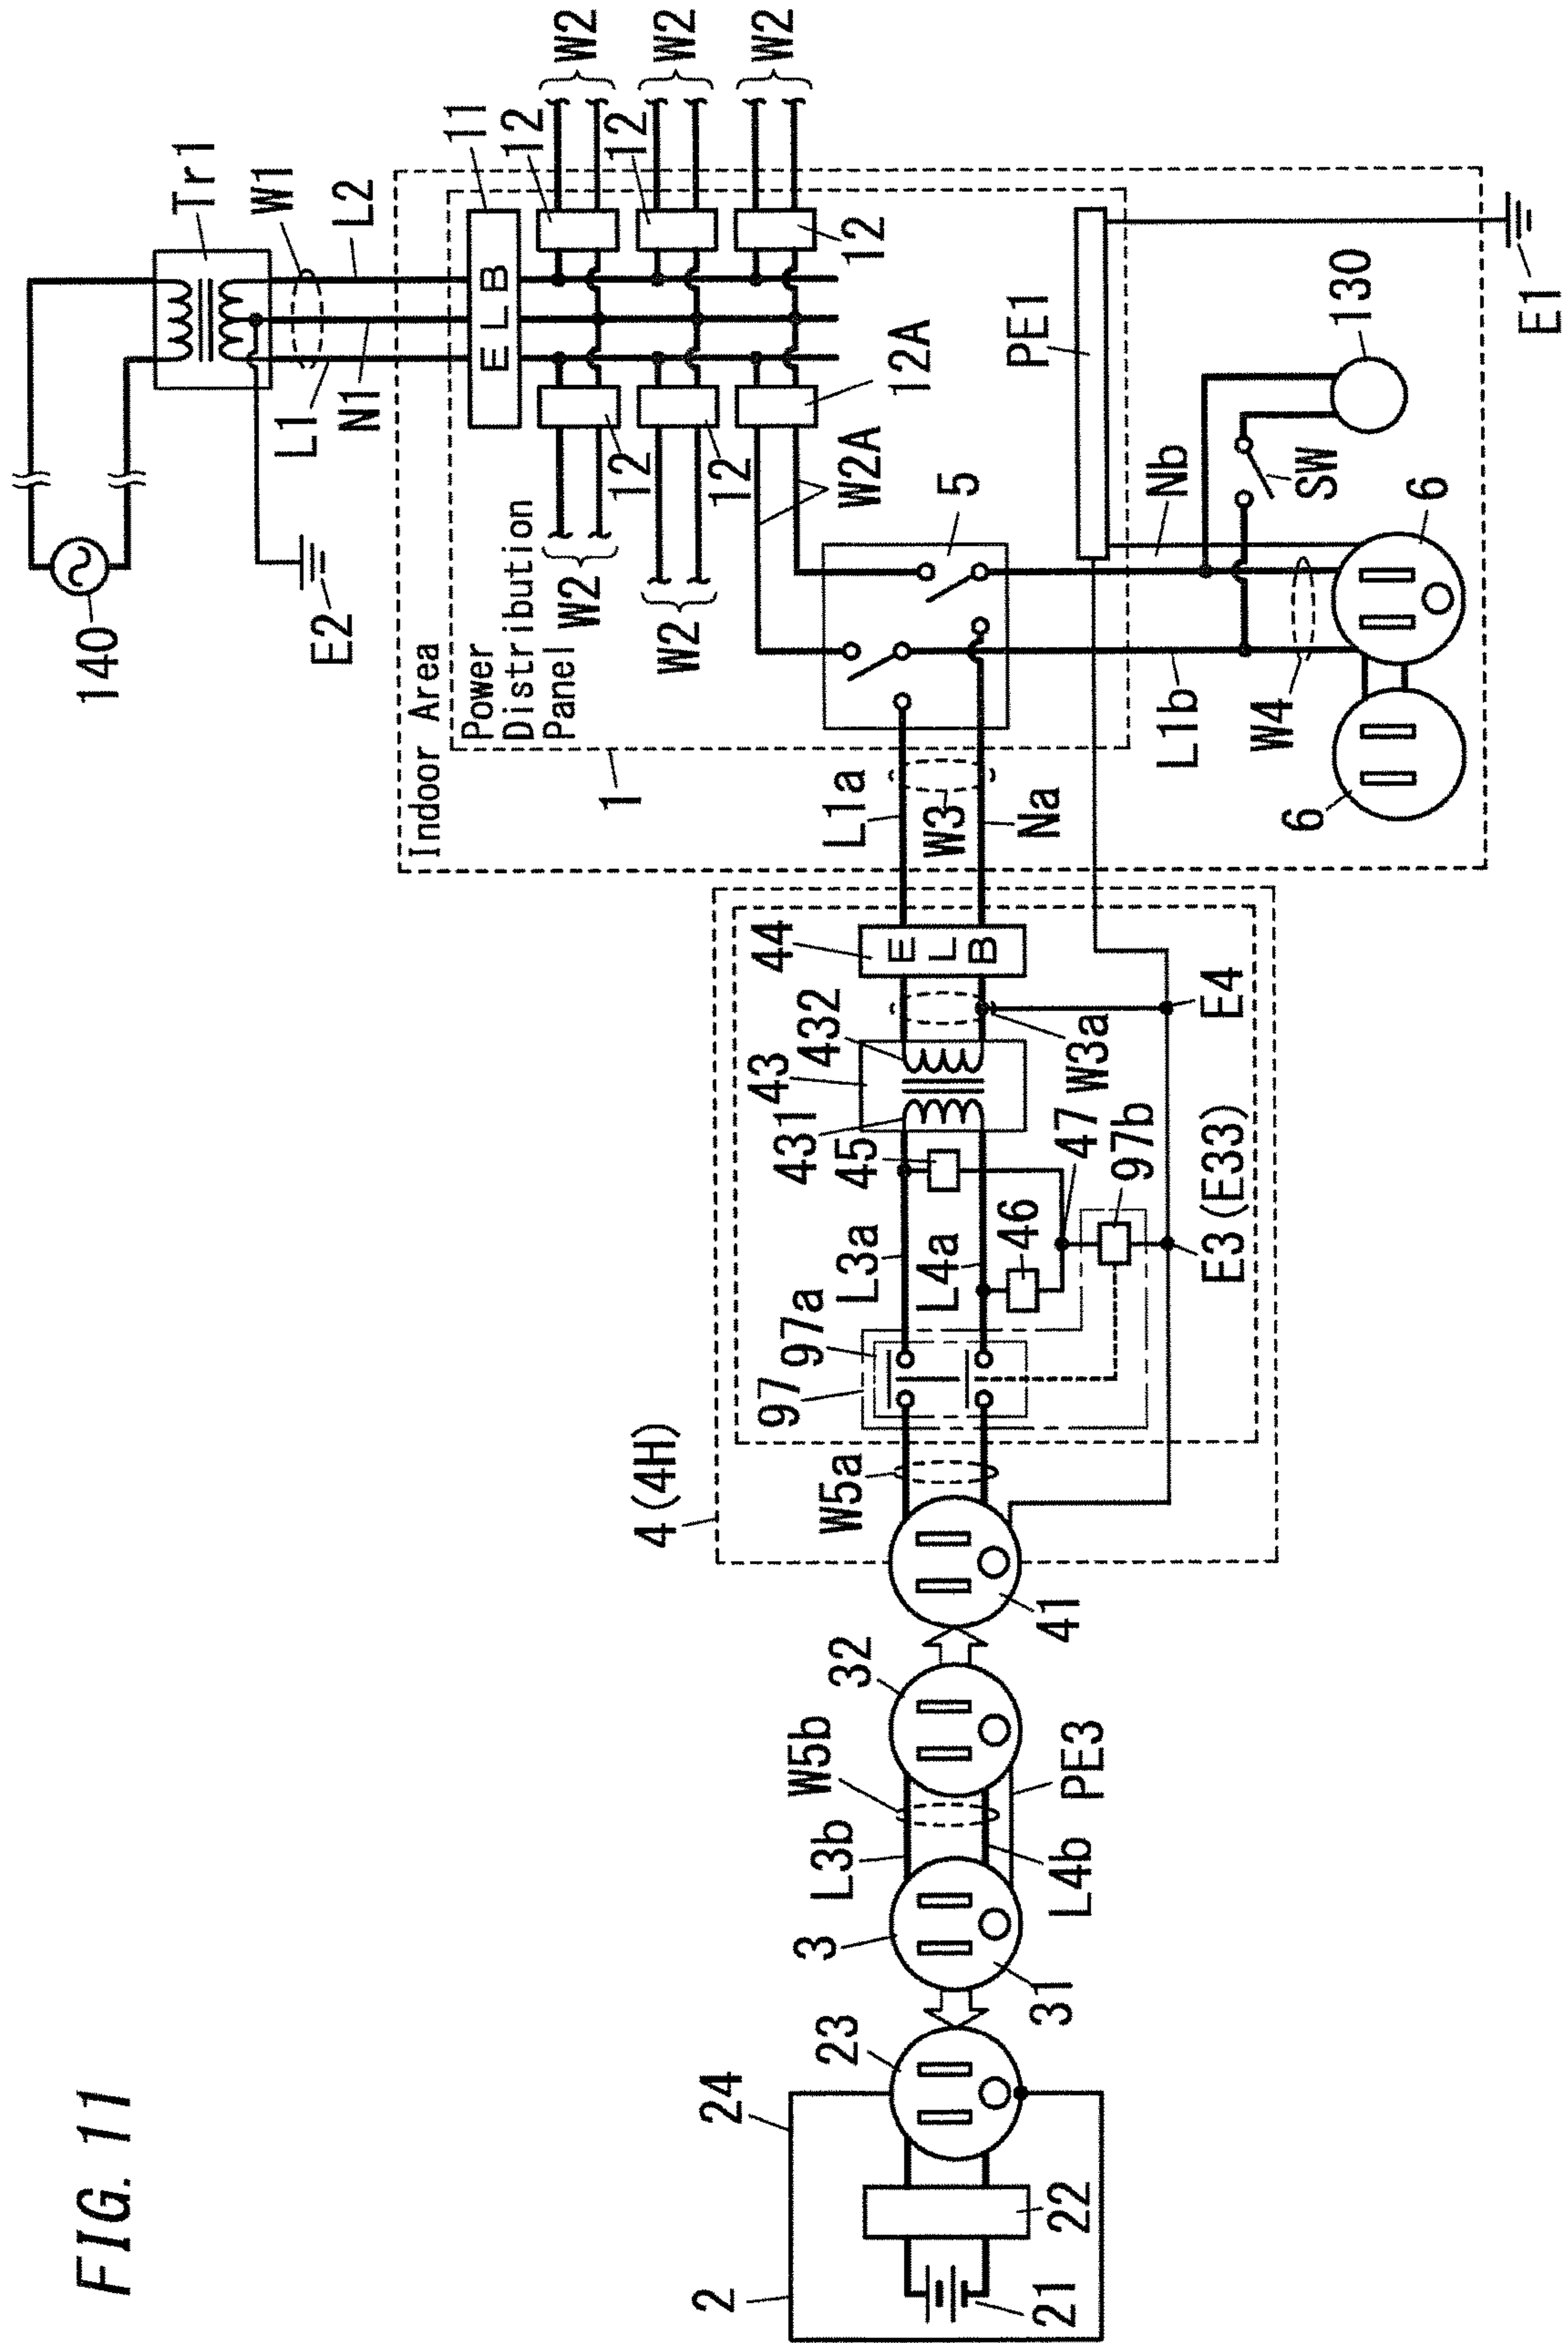 FIG. 11
140
E2
Tr1
W1
L2
L1
N1
11
ELB
12
12
12
W2
W2
W2
12
12
12A
W2
W2
W2A
Indoor Area
Power
Distribution
Panel
1
5
PE1
E1
130
SW
Nb
6
6
L1b
W4
L1a
W3
Na
44
ELB
432
43
431
45
W3a
E4
47
97b
46
E3(E33)
L3a
L4a
97a
97
4(4H)
W5a
41
32
W5b
PE3
L3b
L4b
3
31
23
24
22
2
21